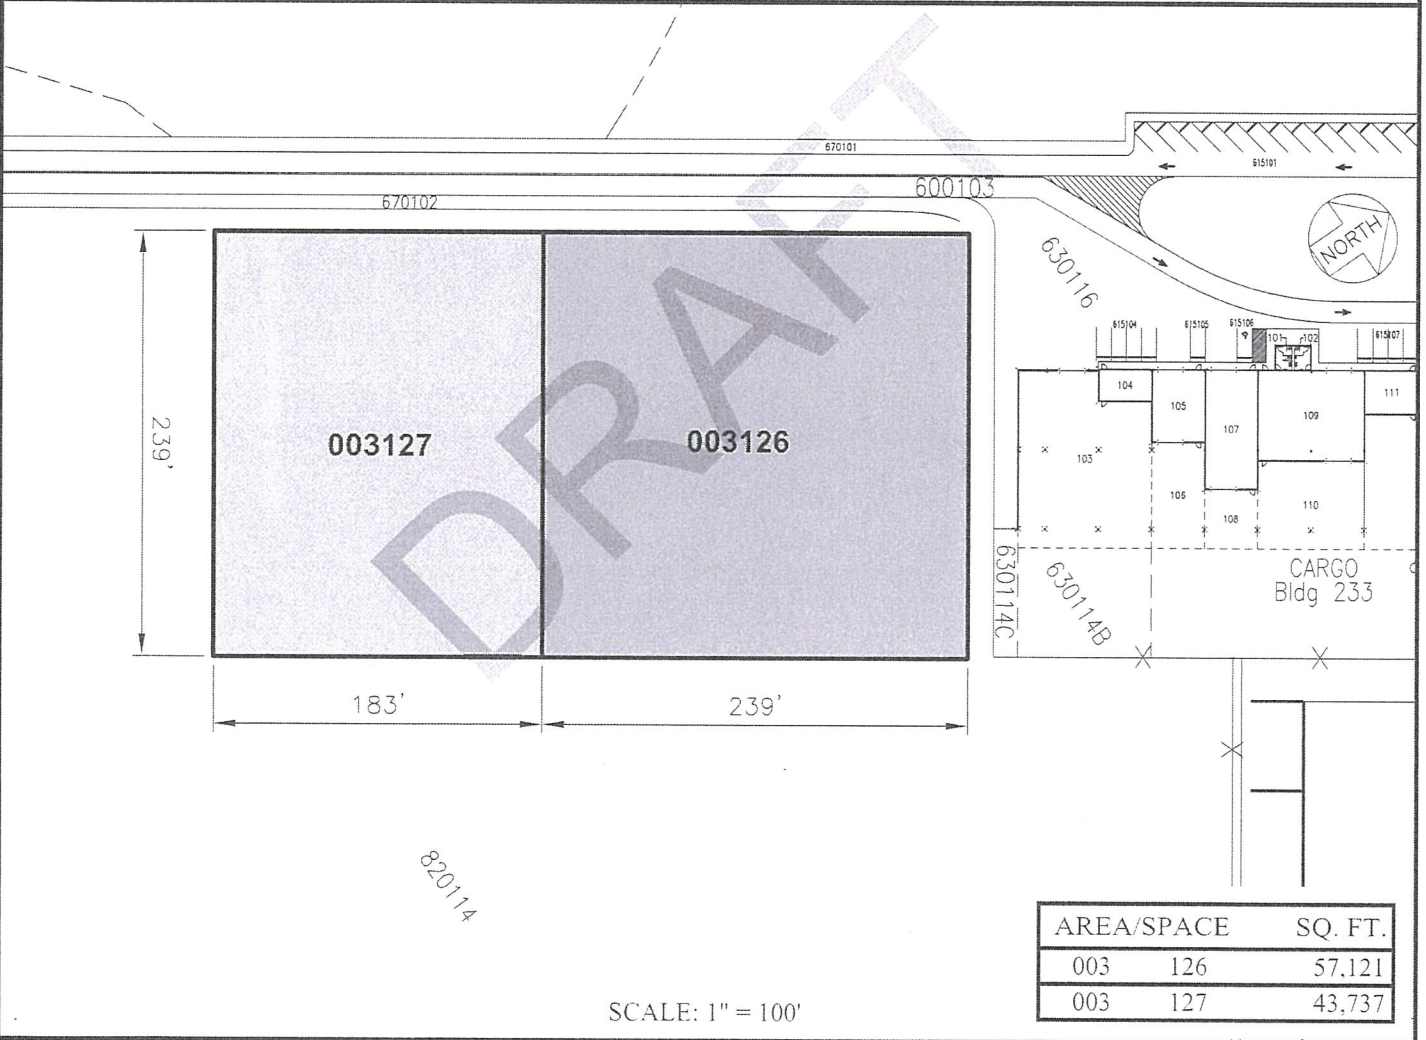 670101
615101
600103
670102
NORTH
630116
615104
615105
615106
101
102
615107
104
105
107
109
111
103
106
108
110
003127
003126
239'
DRAFT
630114C
630114B
CARGO
Bldg 233
183'
239'
820114
AREA/SPACE SQ. FT.
003 126 57,121
003 127 43,737
SCALE: 1" = 100'